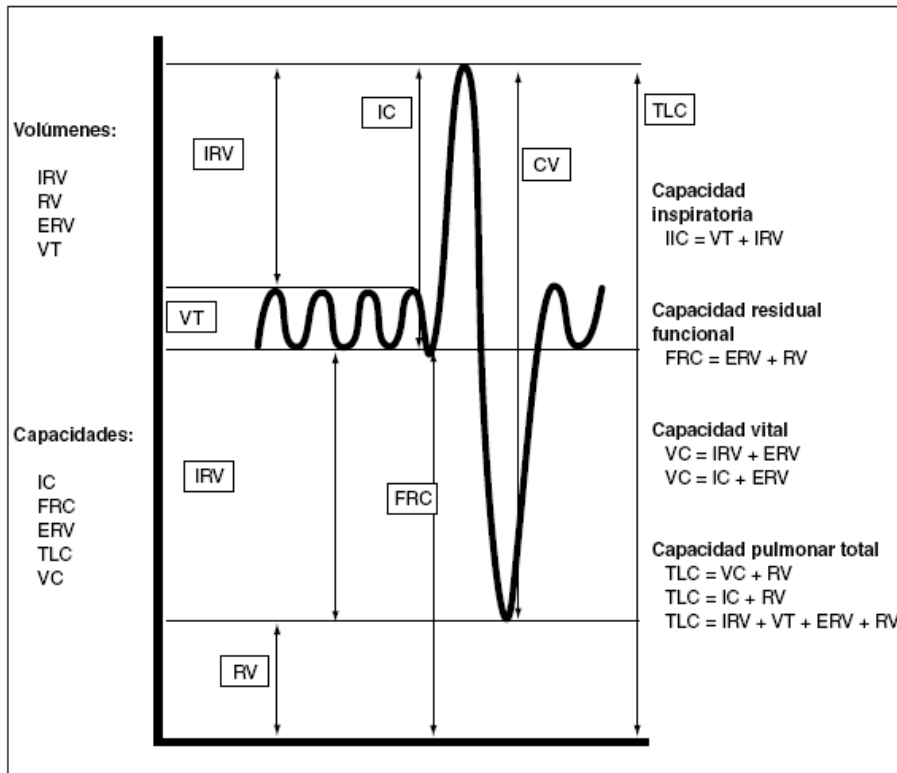 Volúmenes:
IRV
RV
ERV
VT
Capacidades:
IC
FRC
ERV
TLC
VC
IRV
VT
IRV
RV
IC
FRC
CV
TLC
Capacidad
inspiratoria
IIC = VT + IRV
Capacidad residual
funcional
FRC = ERV + RV
Capacidad vital
VC = IRV + ERV
VC = IC + ERV
Capacidad pulmonar total
TLC = VC + RV
TLC = IC + RV
TLC = IRV + VT + ERV + RV